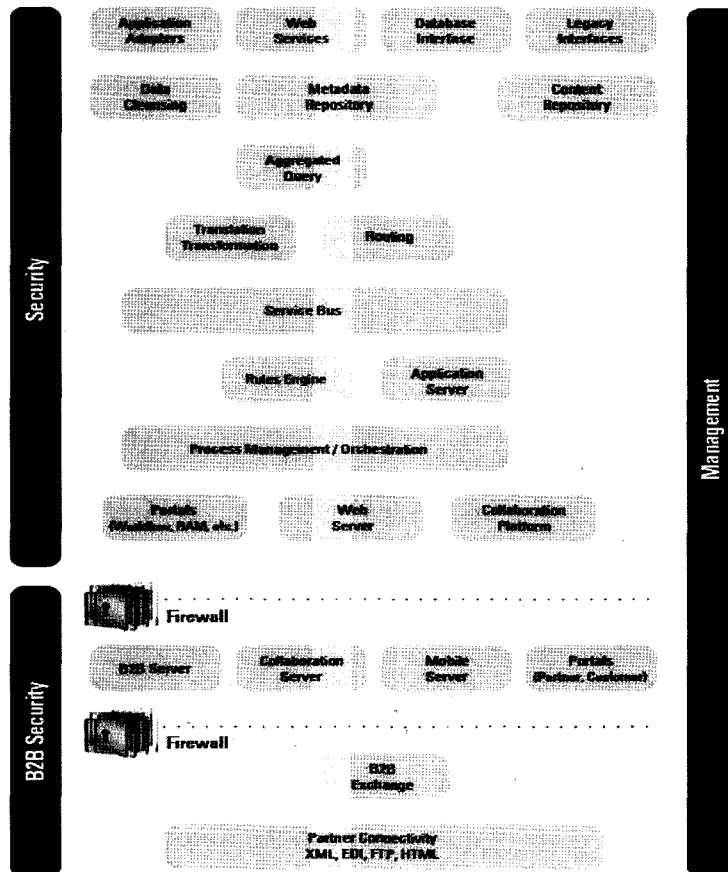 Application
Adapters
Web
Services
Database
Interface
Legacy
Interfaces
Data
Cleansing
Metadata
Repository
Content
Repository
Aggregated
Query
Translation
Transformation
Routing
Service Bus
Rules Engine
Application
Server
Process Management / Orchestration
Portals
(Workflow, BAM, etc.)
Web
Server
Collaboration
Platform
Security
Management
Firewall
B2B Server
Collaboration
Server
Mobile
Server
Portals
(Partner, Customer)
Firewall
B2B Security
B2B
Exchange
Partner Connectivity
XML, EDI, FTP, HTML